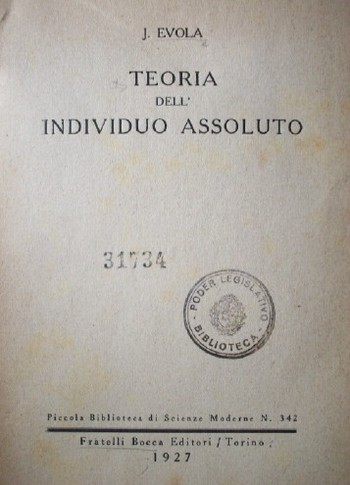 J. EVOLA
TEORIA
DELL'
INDIVIDUO ASSOLUTO
31734
PODER LEGISLATIVO
BIBLIOTECA
Piccola Biblioteca di Scienze Moderne N. 342
Fratelli Bocca Editori / Torino
1927